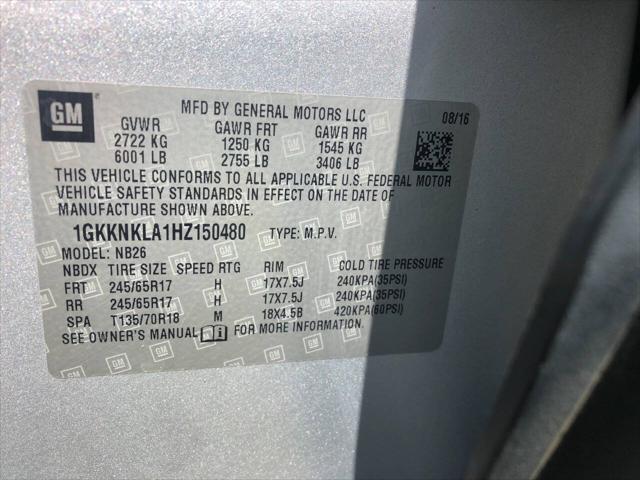 GM
MFD BY GENERAL MOTORS LLC 08/16
GVWR GAWR FRT GAWR RR
2722 KG 1250 KG 1545 KG
6001 LB 2755 LB 3406 LB
THIS VEHICLE CONFORMS TO ALL APPLICABLE U.S. FEDERAL MOTOR
VEHICLE SAFETY STANDARDS IN EFFECT ON THE DATE OF
MANUFACTURE SHOWN ABOVE.
1GKKNKLA1HZ150480 TYPE: M.P.V.
MODEL: NB26
NBDX TIRE SIZE SPEED RTG RIM COLD TIRE PRESSURE
FRT 245/65R17 H 17X7.5J 240KPA(35PSI)
RR 245/65R17 H 17X7.5J 240KPA(35PSI)
SPA T135/70R18 M 18X4.5B 420KPA(60PSI)
SEE OWNER'S MANUAL FOR MORE INFORMATION.